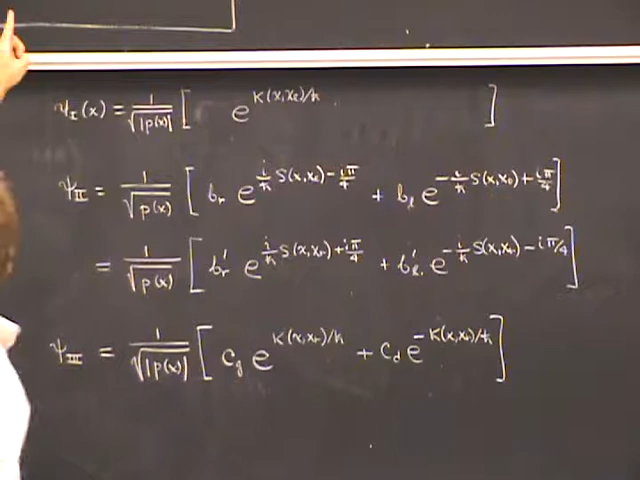 ψ_I(x) = 1/√|p(x)| [ e^{K(x,x_ℓ)/ħ} ]
ψ_II = 1/√p(x) [ b_r e^{i/ħ S(x,x_ℓ) - iπ/4} + b_ℓ e^{-i/ħ S(x,x_ℓ) + iπ/4} ]
= 1/√p(x) [ b'_r e^{i/ħ S(x,x_r) + iπ/4} + b'_ℓ e^{-i/ħ S(x,x_r) - iπ/4} ]
ψ_III = 1/√|p(x)| [ c_g e^{K(x,x_r)/ħ} + c_d e^{-K(x,x_r)/ħ} ]